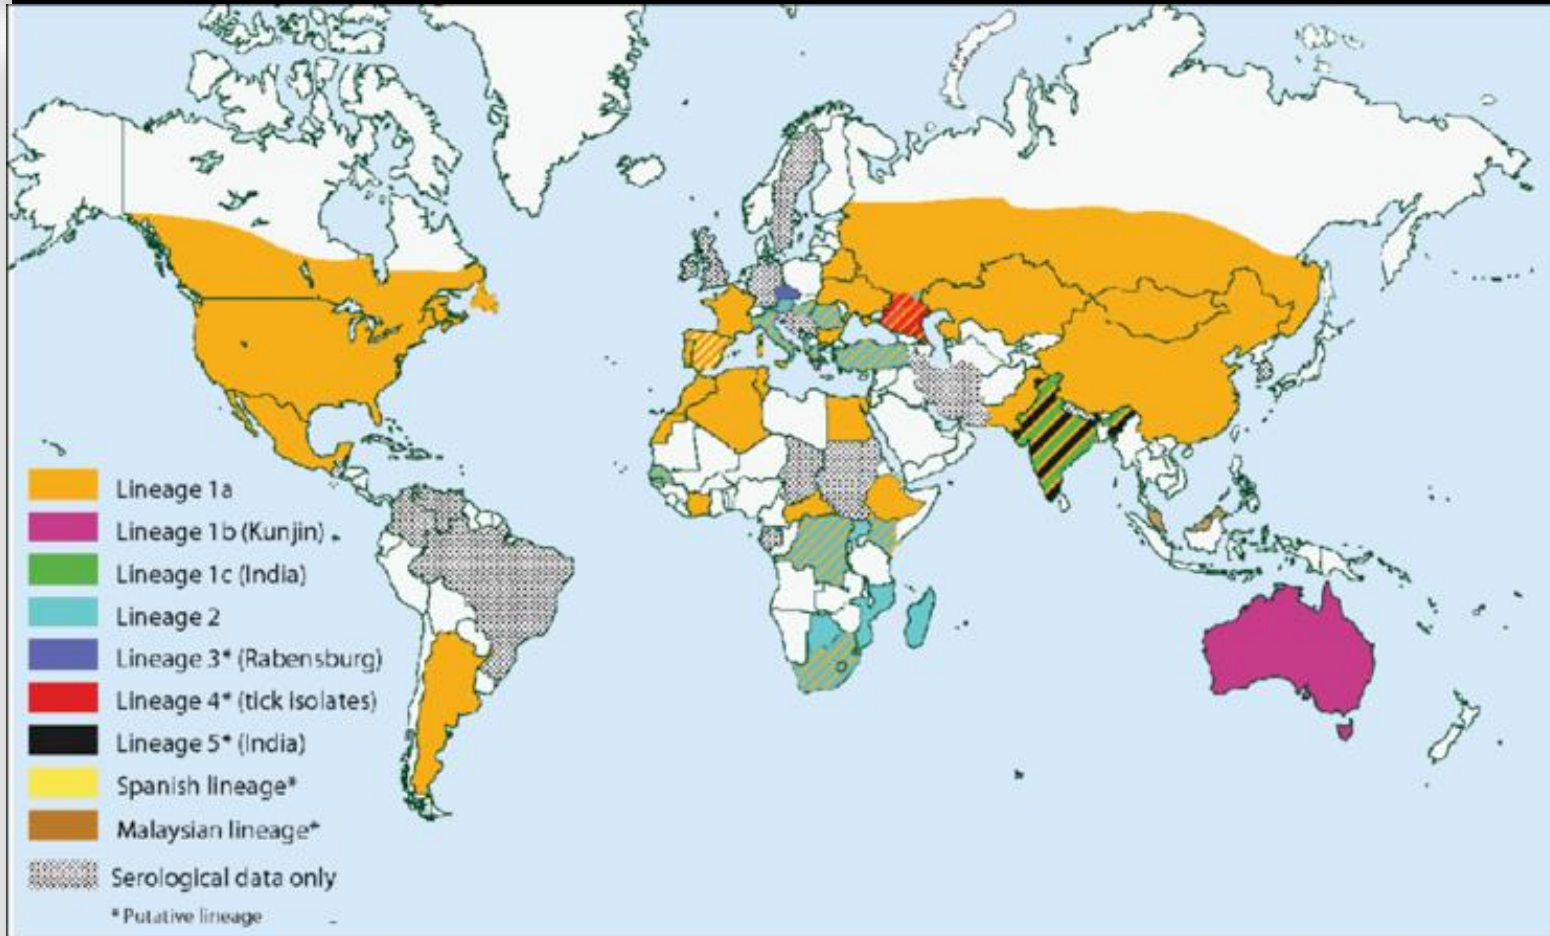 Lineage 1a
Lineage 1b (Kunjin)
Lineage 1c (India)
Lineage 2
Lineage 3* (Rabensburg)
Lineage 4* (tick isolates)
Lineage 5* (India)
Spanish lineage*
Malaysian lineage*
Serological data only
* Putative lineage